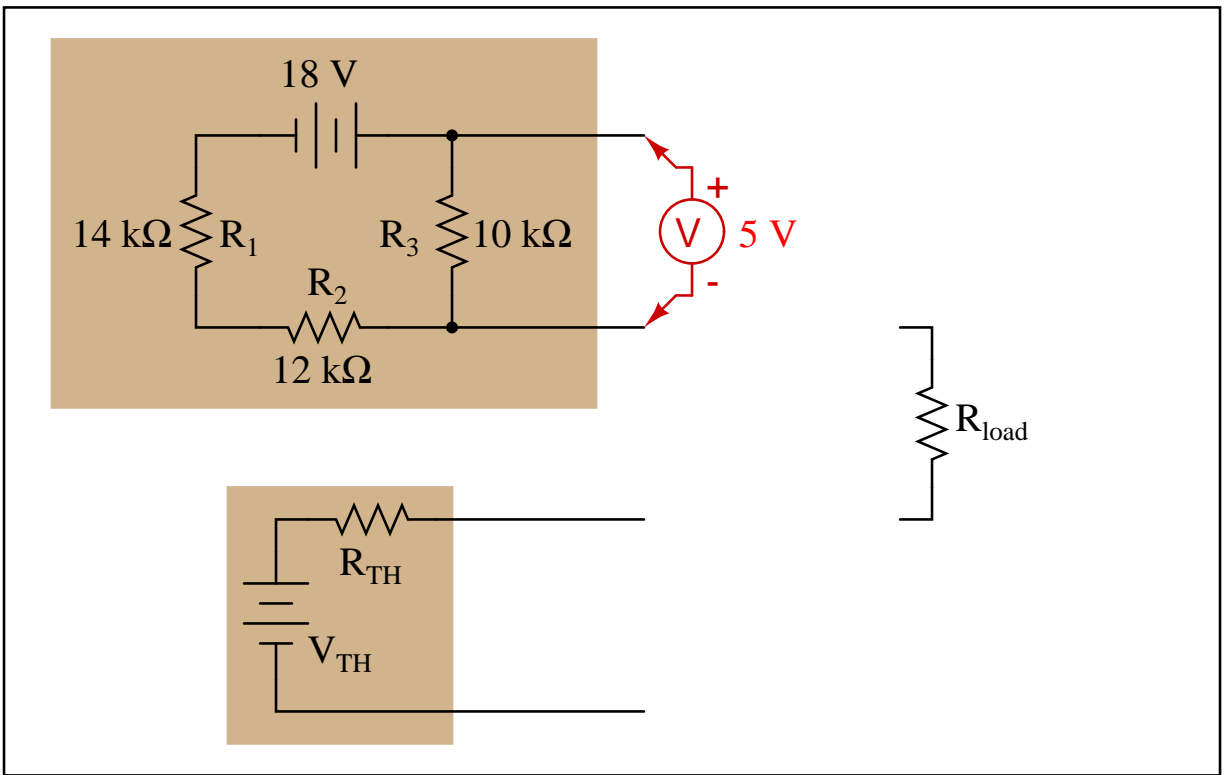 18 V
14 kΩ R1 R3 10 kΩ
+
V 5 V
-
R2
12 kΩ
Rload
RTH
VTH